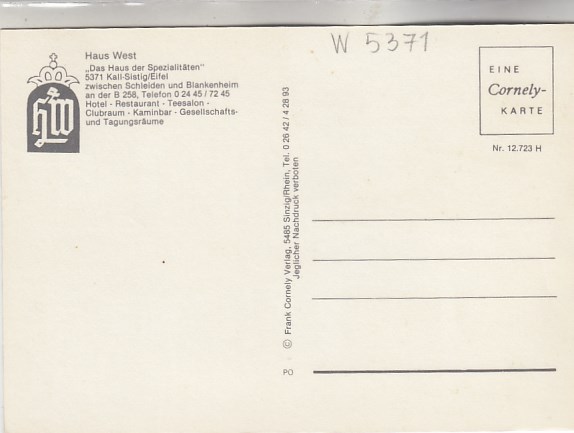 W 5371
Haus West
„Das Haus der Spezialitäten"
5371 Kall-Sistig/Eifel
zwischen Schleiden und Blankenheim
an der B 258, Telefon 0 24 45 / 72 45
Hotel - Restaurant - Teesalon -
Clubraum - Kaminbar - Gesellschafts-
und Tagungsräume
HW
EINE
Cornely-
KARTE
Nr. 12.723 H
© Frank Cornely Verlag, 5485 Sinzig/Rhein, Tel. 0 26 42 / 4 28 93
Jeglicher Nachdruck verboten
PO